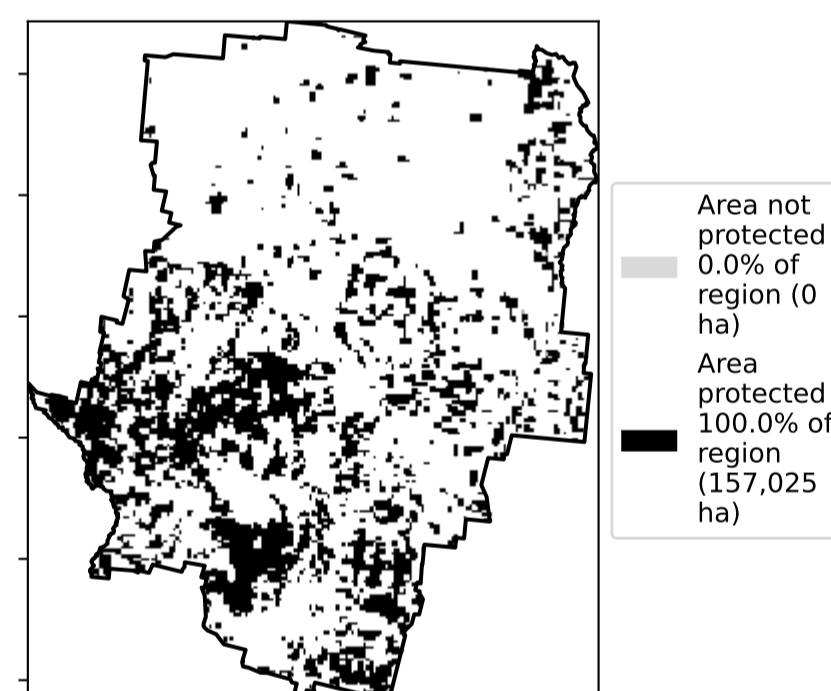 Area not
protected
0.0% of
region (0
ha)
Area
protected
100.0% of
region
(157,025
ha)